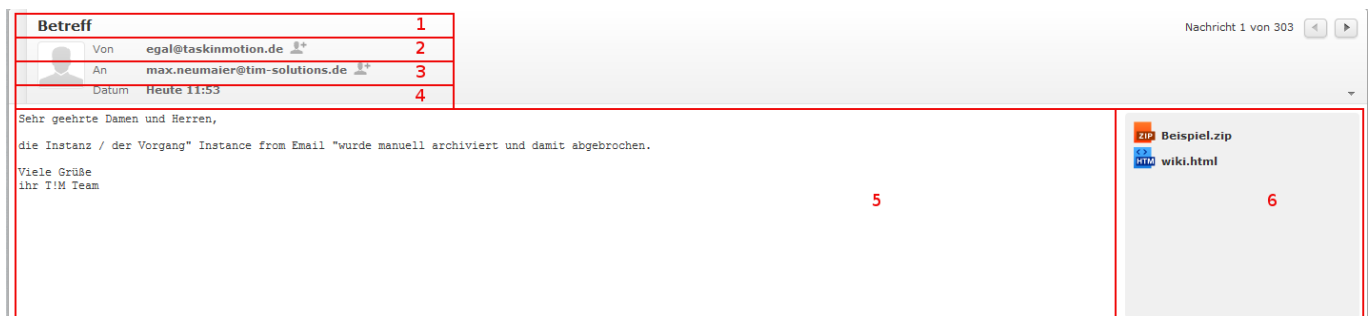 Betreff 1
Nachricht 1 von 303
Von egal@taskinmotion.de 2
An max.neumaier@tim-solutions.de 3
Datum Heute 11:53 4
Sehr geehrte Damen und Herren,
die Instanz / der Vorgang" Instance from Email "wurde manuell archiviert und damit abgebrochen.
Viele Grüße
ihr T!M Team
5
ZIP Beispiel.zip
HTM wiki.html
6